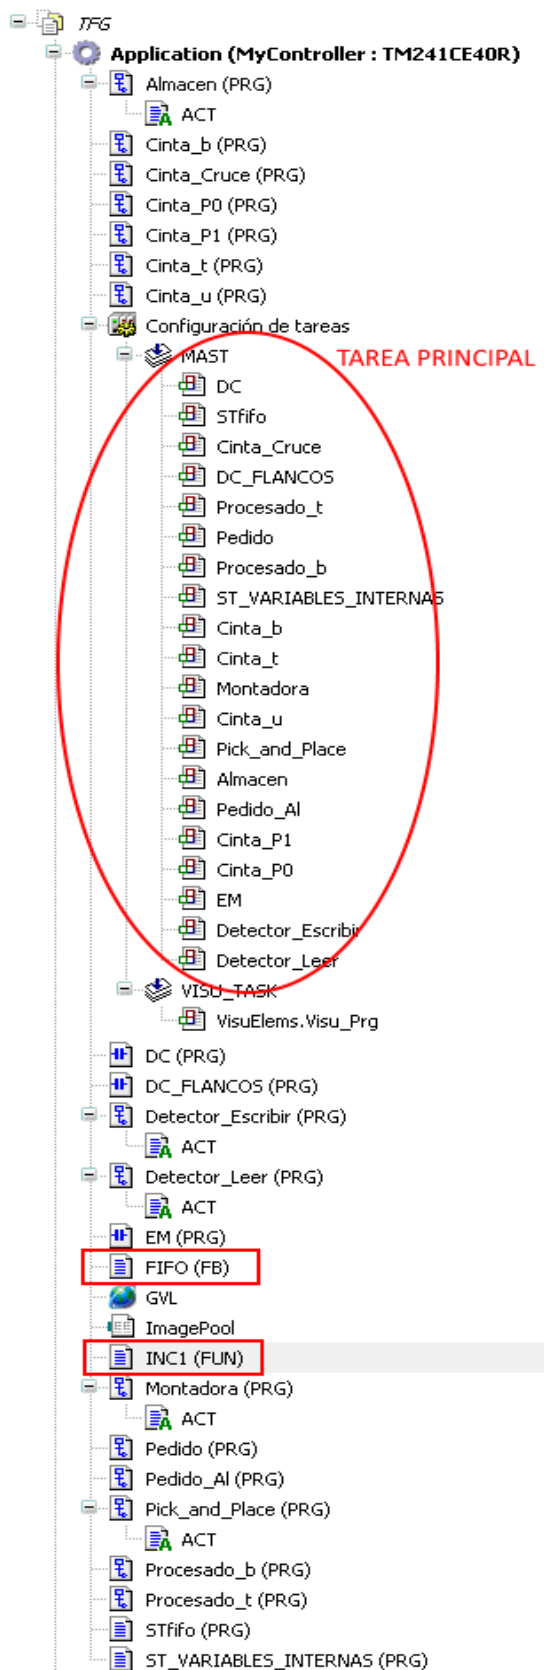 TFG
Application (MyController : TM241CE40R)
Almacen (PRG)
ACT
Cinta_b (PRG)
Cinta_Cruce (PRG)
Cinta_P0 (PRG)
Cinta_P1 (PRG)
Cinta_t (PRG)
Cinta_u (PRG)
Configuración de tareas
MAST TAREA PRINCIPAL
DC
STfifo
Cinta_Cruce
DC_FLANCOS
Procesado_t
Pedido
Procesado_b
ST_VARIABLES_INTERNAS
Cinta_b
Cinta_t
Montadora
Cinta_u
Pick_and_Place
Almacen
Pedido_Al
Cinta_P1
Cinta_P0
EM
Detector_Escribir
Detector_Leer
VISU_TASK
VisuElems.Visu_Prg
DC (PRG)
DC_FLANCOS (PRG)
Detector_Escribir (PRG)
ACT
Detector_Leer (PRG)
ACT
EM (PRG)
FIFO (FB)
GVL
ImagePool
INC1 (FUN)
Montadora (PRG)
ACT
Pedido (PRG)
Pedido_Al (PRG)
Pick_and_Place (PRG)
ACT
Procesado_b (PRG)
Procesado_t (PRG)
STfifo (PRG)
ST_VARIABLES_INTERNAS (PRG)